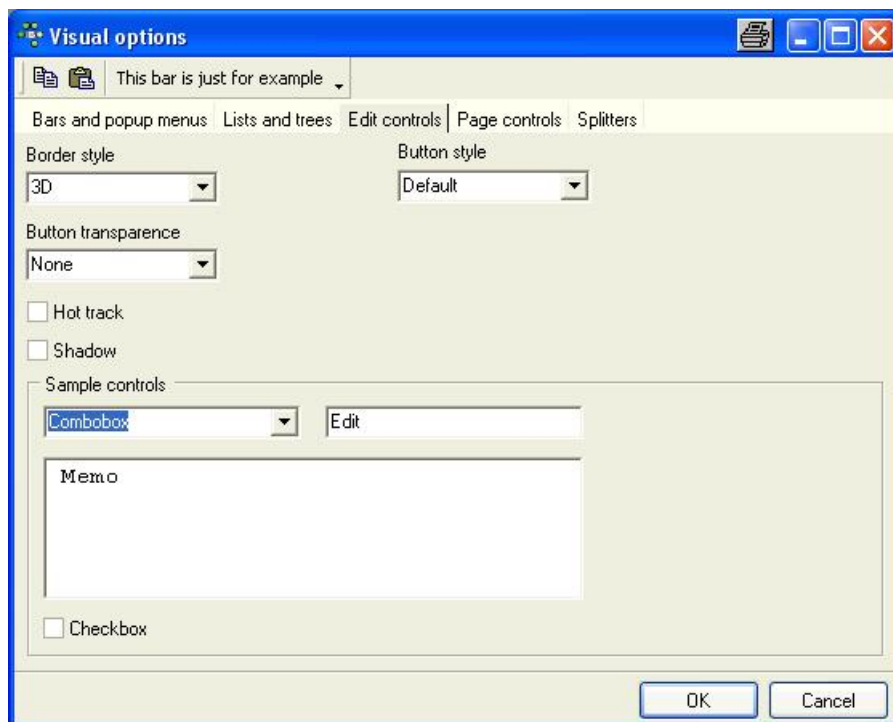 Visual options
This bar is just for example
Bars and popup menus Lists and trees Edit controls Page controls Splitters
Border style Button style
3D Default
Button transparence
None
Hot track
Shadow
Sample controls
Combobox Edit
Memo
Checkbox
OK Cancel